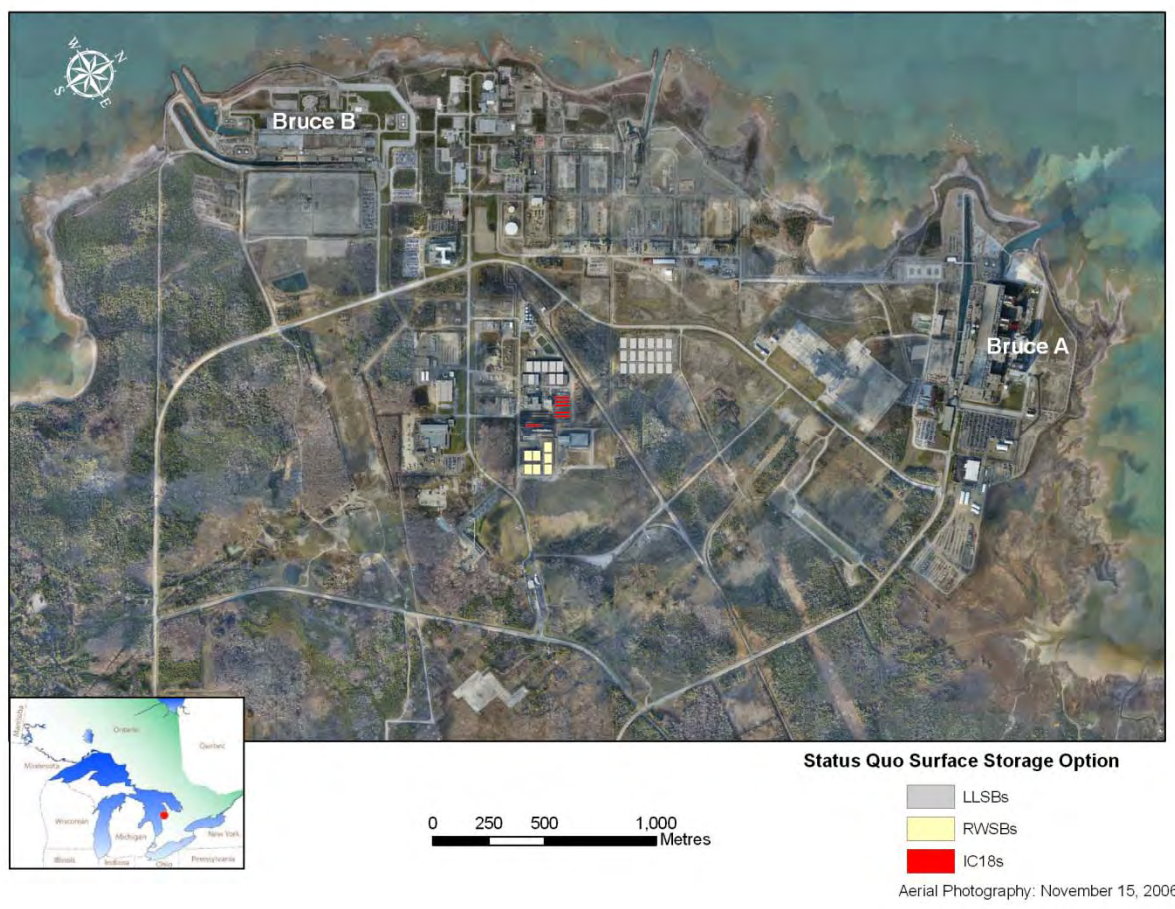 N
W
E
S
Bruce B
Bruce A
Manitoba
Ontario
Quebec
Minnesota
Wisconsin
Michigan
New York
Illinois
Indiana
Ohio
Pennsylvania
Status Quo Surface Storage Option
LLSBs
RWSBs
IC18s
0 250 500 1,000
Metres
Aerial Photography: November 15, 2006